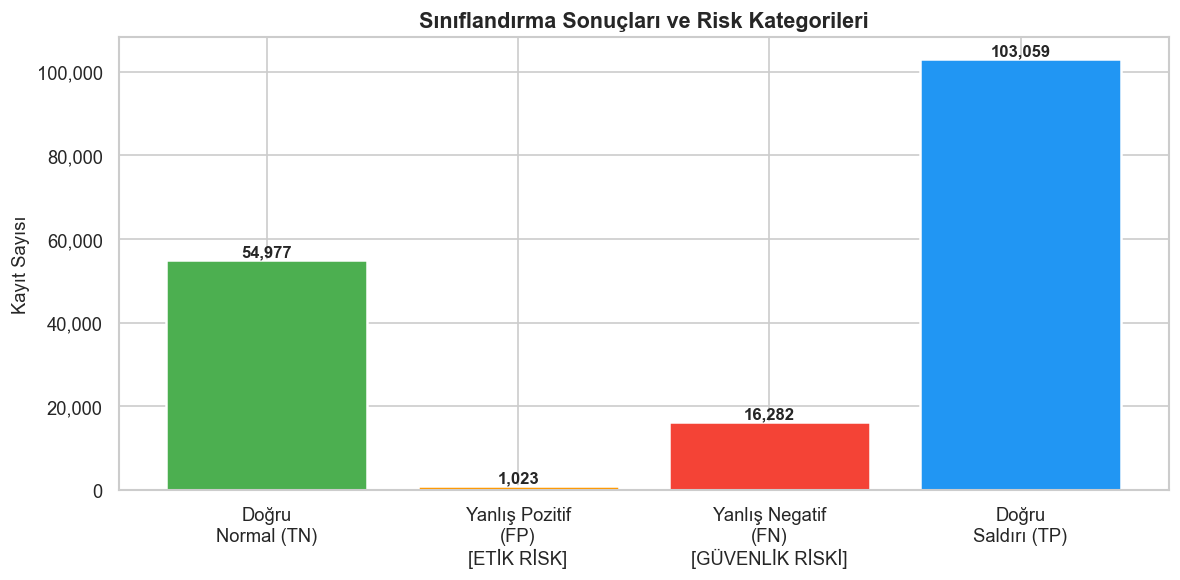 Sınıflandırma Sonuçları ve Risk Kategorileri
Kayıt Sayısı
100,000
80,000
60,000
40,000
20,000
0
54,977
1,023
16,282
103,059
Doğru
Normal (TN)
Yanlış Pozitif
(FP)
[ETİK RİSK]
Yanlış Negatif
(FN)
[GÜVENLİK RİSKİ]
Doğru
Saldırı (TP)